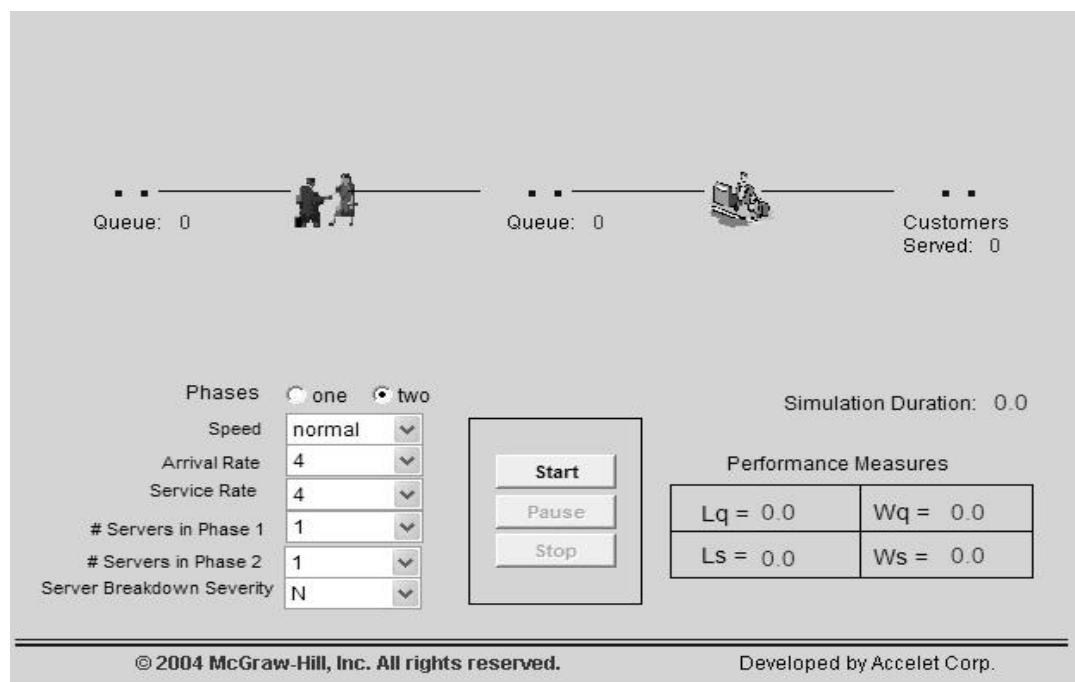 Queue: 0
Queue: 0
Customers
Served: 0
Phases one two
Speed normal
Arrival Rate 4
Service Rate 4
# Servers in Phase 1 1
# Servers in Phase 2 1
Server Breakdown Severity N
Start
Pause
Stop
Simulation Duration: 0.0
Performance Measures
Lq = 0.0 Wq = 0.0
Ls = 0.0 Ws = 0.0
© 2004 McGraw-Hill, Inc. All rights reserved. Developed by Accelet Corp.